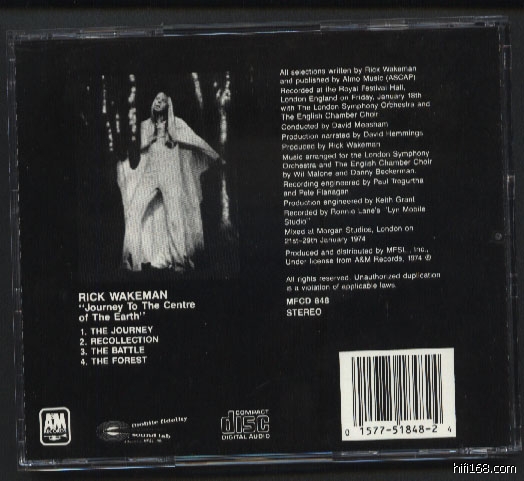 All selections written by Rick Wakeman
and published by Almo Music (ASCAP)
Recorded at the Royal Festival Hall,
London England on Friday, January 18th
with The London Symphony Orchestra and
The English Chamber Choir
Conducted by David Measham
Production narrated by David Hemmings
Produced by Rick Wakeman
Music arranged for the London Symphony
Orchestra and The English Chamber Choir
by Wil Malone and Danny Beckerman.
Recording engineered by Paul Tregurtha
and Pete Flanagan
Production engineered by Keith Grant
Recorded by Ronnie Lane's "Lyn Mobile
Studio"
Mixed at Morgan Studios, London on
21st-29th January 1974
Produced and distributed by MFSL, Inc.,
Under license from A&M Records, 1974 ℗
All rights reserved. Unauthorized duplication
is a violation of applicable laws.
MFCD 848
STEREO
RICK WAKEMAN
"Journey To The Centre
of The Earth"
1. THE JOURNEY
2. RECOLLECTION
3. THE BATTLE
4. THE FOREST
A&M
RECORDS
mobile fidelity
sound lab
COMPACT
disc
DIGITAL AUDIO
0 1577-51848-2 4
hifi168.com